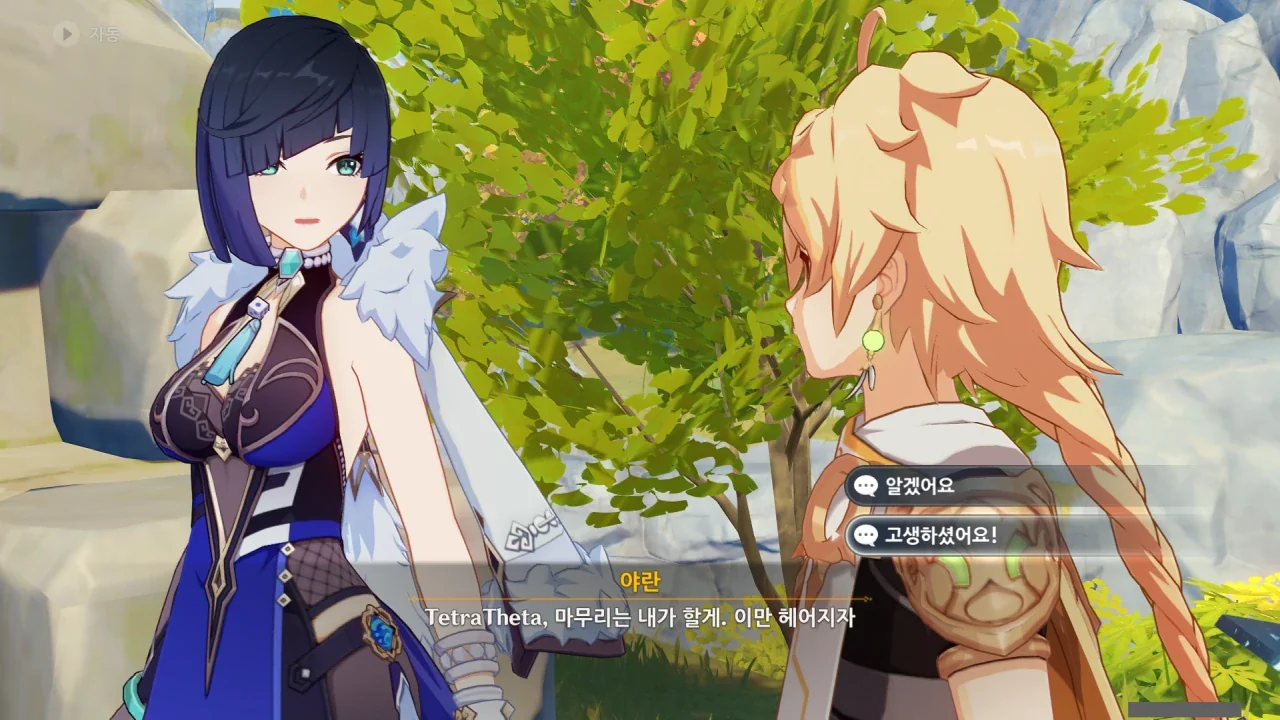 자동
알겠어요
고생하셨어요!
야란
TetraTheta, 마무리는 내가 할게. 이만 헤어지자